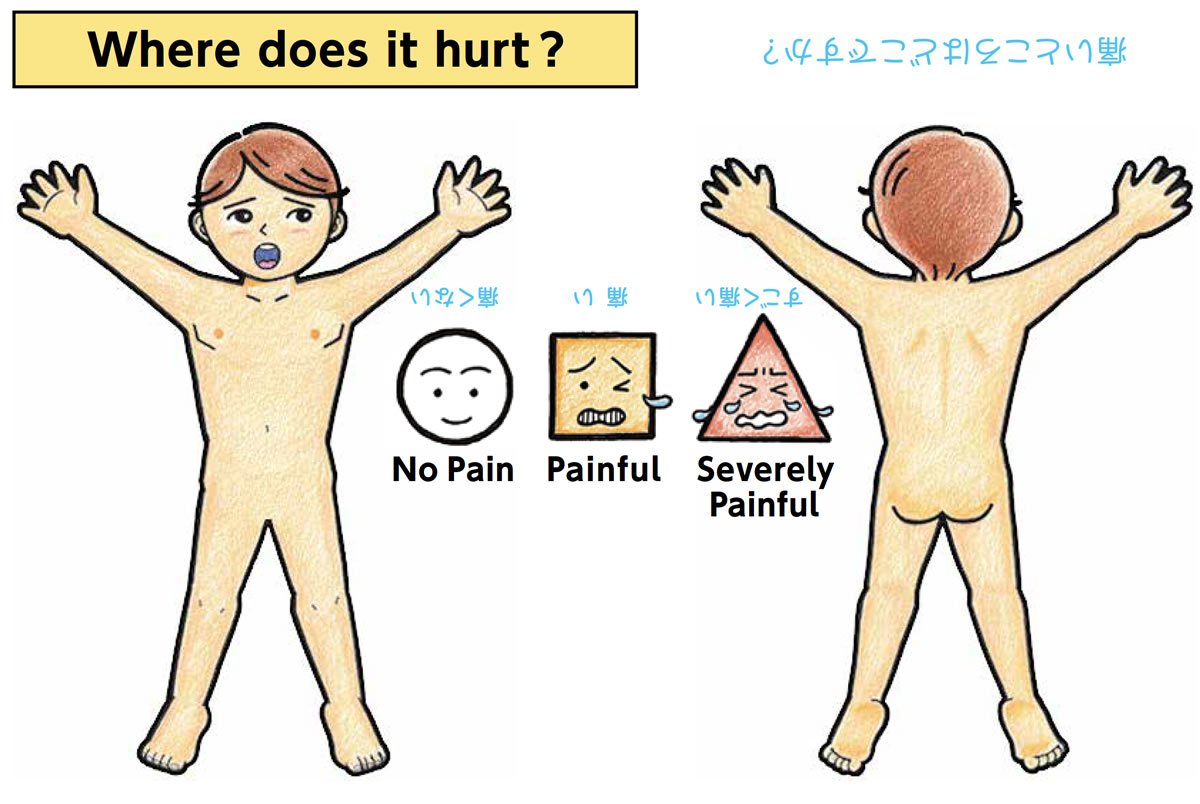 Where does it hurt?
痛いところはどこですか?
痛くない
痛い
すごく痛い
No Pain
Painful
Severely
Painful